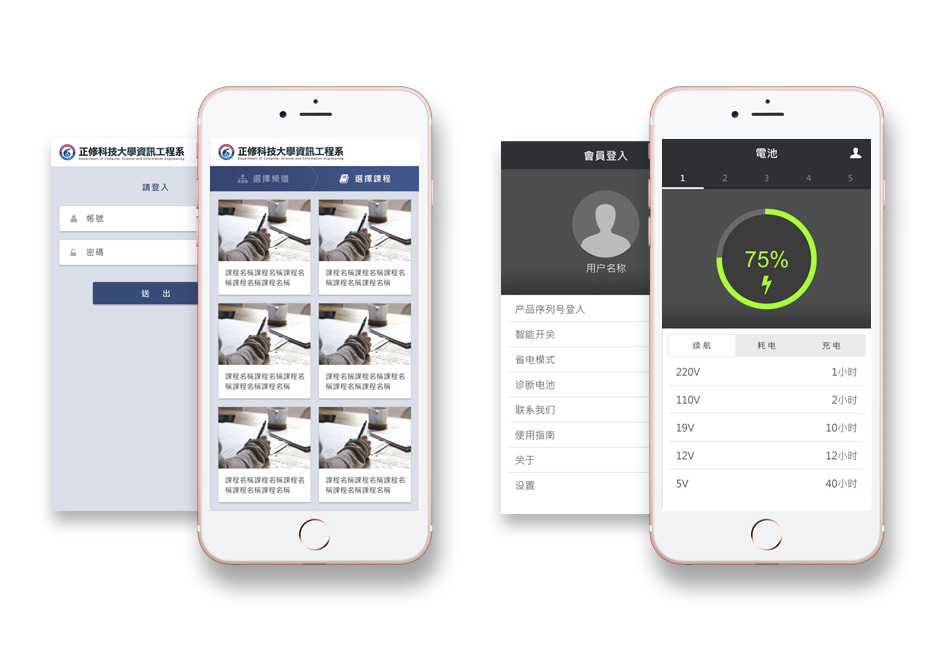 正修科技大學資訊工程系
Department of Computer Science and Information Engineering
請登入
帳號
密碼
送 出
正修科技大學資訊工程系
Department of Computer Science and Information Engineering
選擇頻道
選擇課程
課程名稱課程名稱課程名
稱課程名稱課程名稱
課程名稱課程名稱課程名
稱課程名稱課程名稱
課程名稱課程名稱課程名
稱課程名稱課程名稱
課程名稱課程名稱課程名
稱課程名稱課程名稱
課程名稱課程名稱課程名
稱課程名稱課程名稱
課程名稱課程名稱課程名
稱課程名稱課程名稱
會員登入
用户名称
产品序列号登入
智能开关
省电模式
诊断电池
联系我们
使用指南
关于
设置
電池
1 2 3 4 5
75%
续航 耗电 充电
220V 1小时
110V 2小时
19V 10小时
12V 12小时
5V 40小时